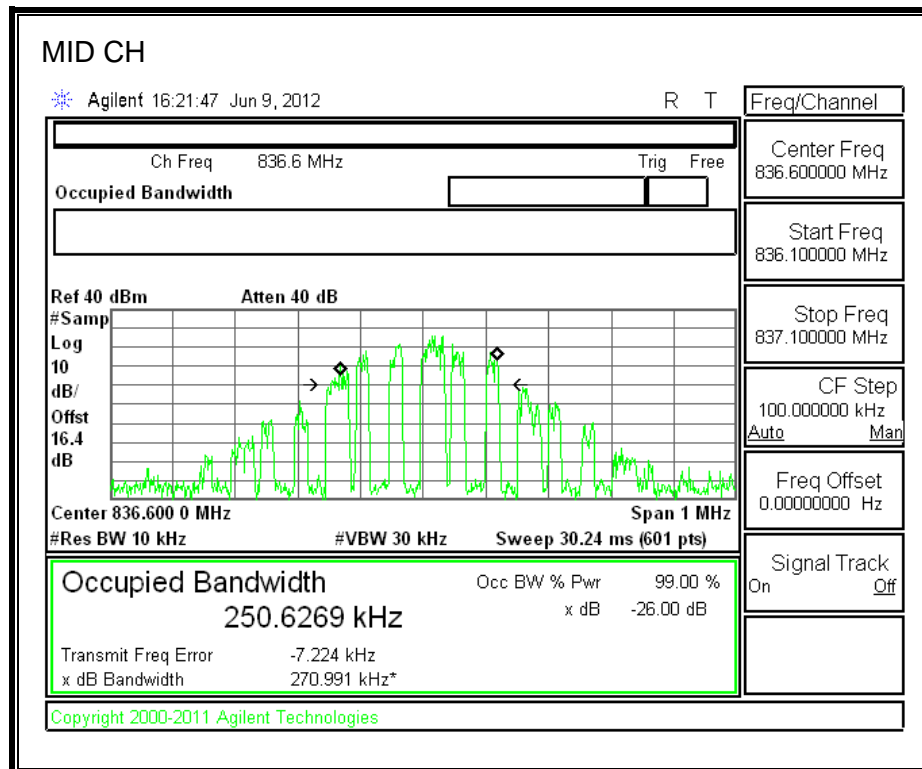 MID CH
Agilent 16:21:47 Jun 9, 2012 R T
Freq/Channel
Ch Freq 836.6 MHz Trig Free
Occupied Bandwidth
Center Freq
836.600000 MHz
Start Freq
836.100000 MHz
Stop Freq
837.100000 MHz
CF Step
100.000000 kHz
Auto Man
Freq Offset
0.00000000 Hz
Signal Track
On Off
Ref 40 dBm Atten 40 dB
#Samp
Log
10
dB/
Offst
16.4
dB
Center 836.600 0 MHz Span 1 MHz
#Res BW 10 kHz #VBW 30 kHz Sweep 30.24 ms (601 pts)
Occupied Bandwidth
250.6269 kHz
Occ BW % Pwr 99.00 %
x dB -26.00 dB
Transmit Freq Error -7.224 kHz
x dB Bandwidth 270.991 kHz*
Copyright 2000-2011 Agilent Technologies